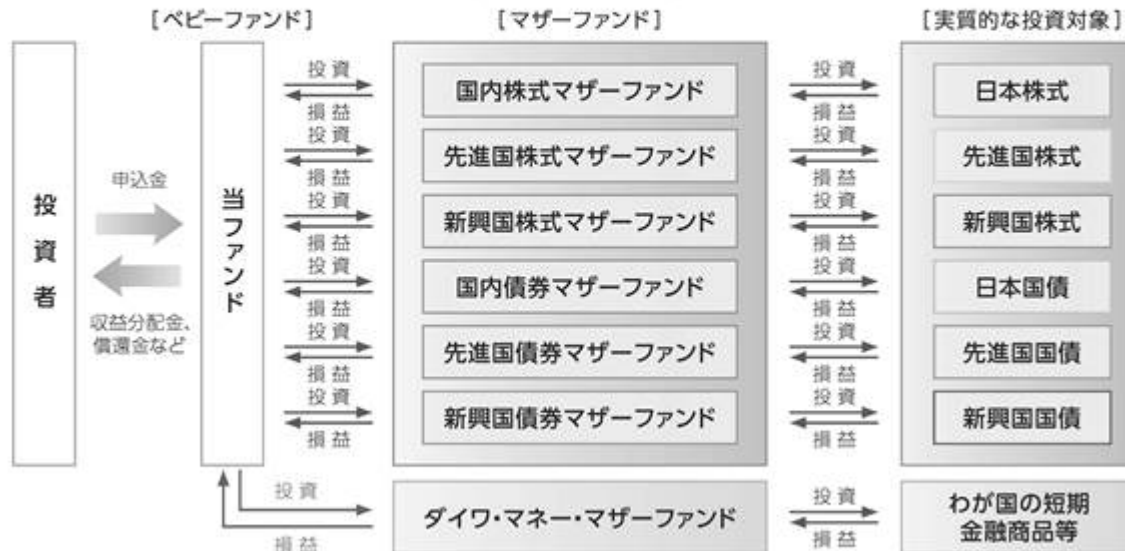 [ベビーファンド]
[マザーファンド]
[実質的な投資対象]
投資者
申込金
収益分配金、
償還金など
当ファンド
投資
損益
投資
損益
投資
損益
投資
損益
投資
損益
投資
損益
国内株式マザーファンド
先進国株式マザーファンド
新興国株式マザーファンド
国内債券マザーファンド
先進国債券マザーファンド
新興国債券マザーファンド
投資
損益
投資
損益
投資
損益
投資
損益
投資
損益
投資
損益
日本株式
先進国株式
新興国株式
日本国債
先進国国債
新興国国債
投資
損益
ダイワ・マネー・マザーファンド
投資
損益
わが国の短期
金融商品等